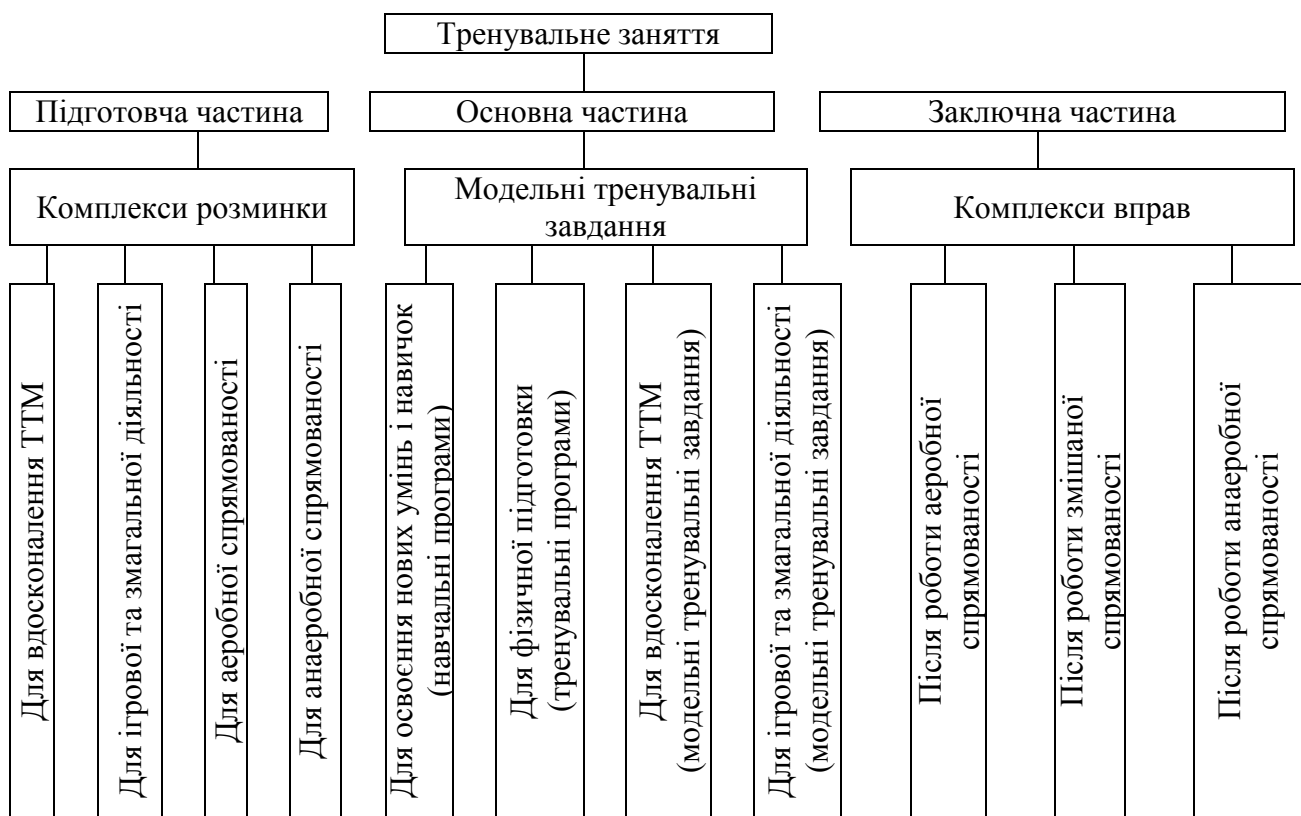 Тренувальне заняття
Підготовча частина
Основна частина
Заключна частина
Комплекси розминки
Модельні тренувальні
завдання
Комплекси вправ
Для вдосконалення ТТМ
Для ігрової та змагальної діяльності
Для аеробної спрямованості
Для анаеробної спрямованості
Для освоєння нових умінь і навичок
(навчальні програми)
Для фізичної підготовки
(тренувальні програми)
Для вдосконалення ТТМ
(модельні тренувальні завдання)
Для ігрової та змагальної діяльності
(модельні тренувальні завдання)
Після роботи аеробної
спрямованості
Після роботи змішаної
спрямованості
Після роботи анаеробної
спрямованості